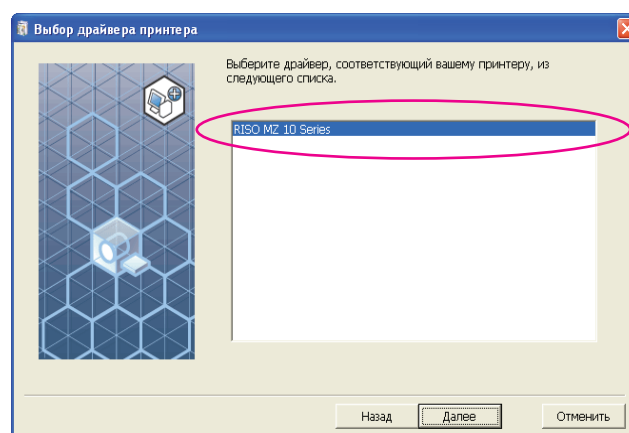 Выбор драйвера принтера
Выберите драйвер, соответствующий вашему принтеру, из
следующего списка.
RISO MZ 10 Series
Назад
Далее
Отменить